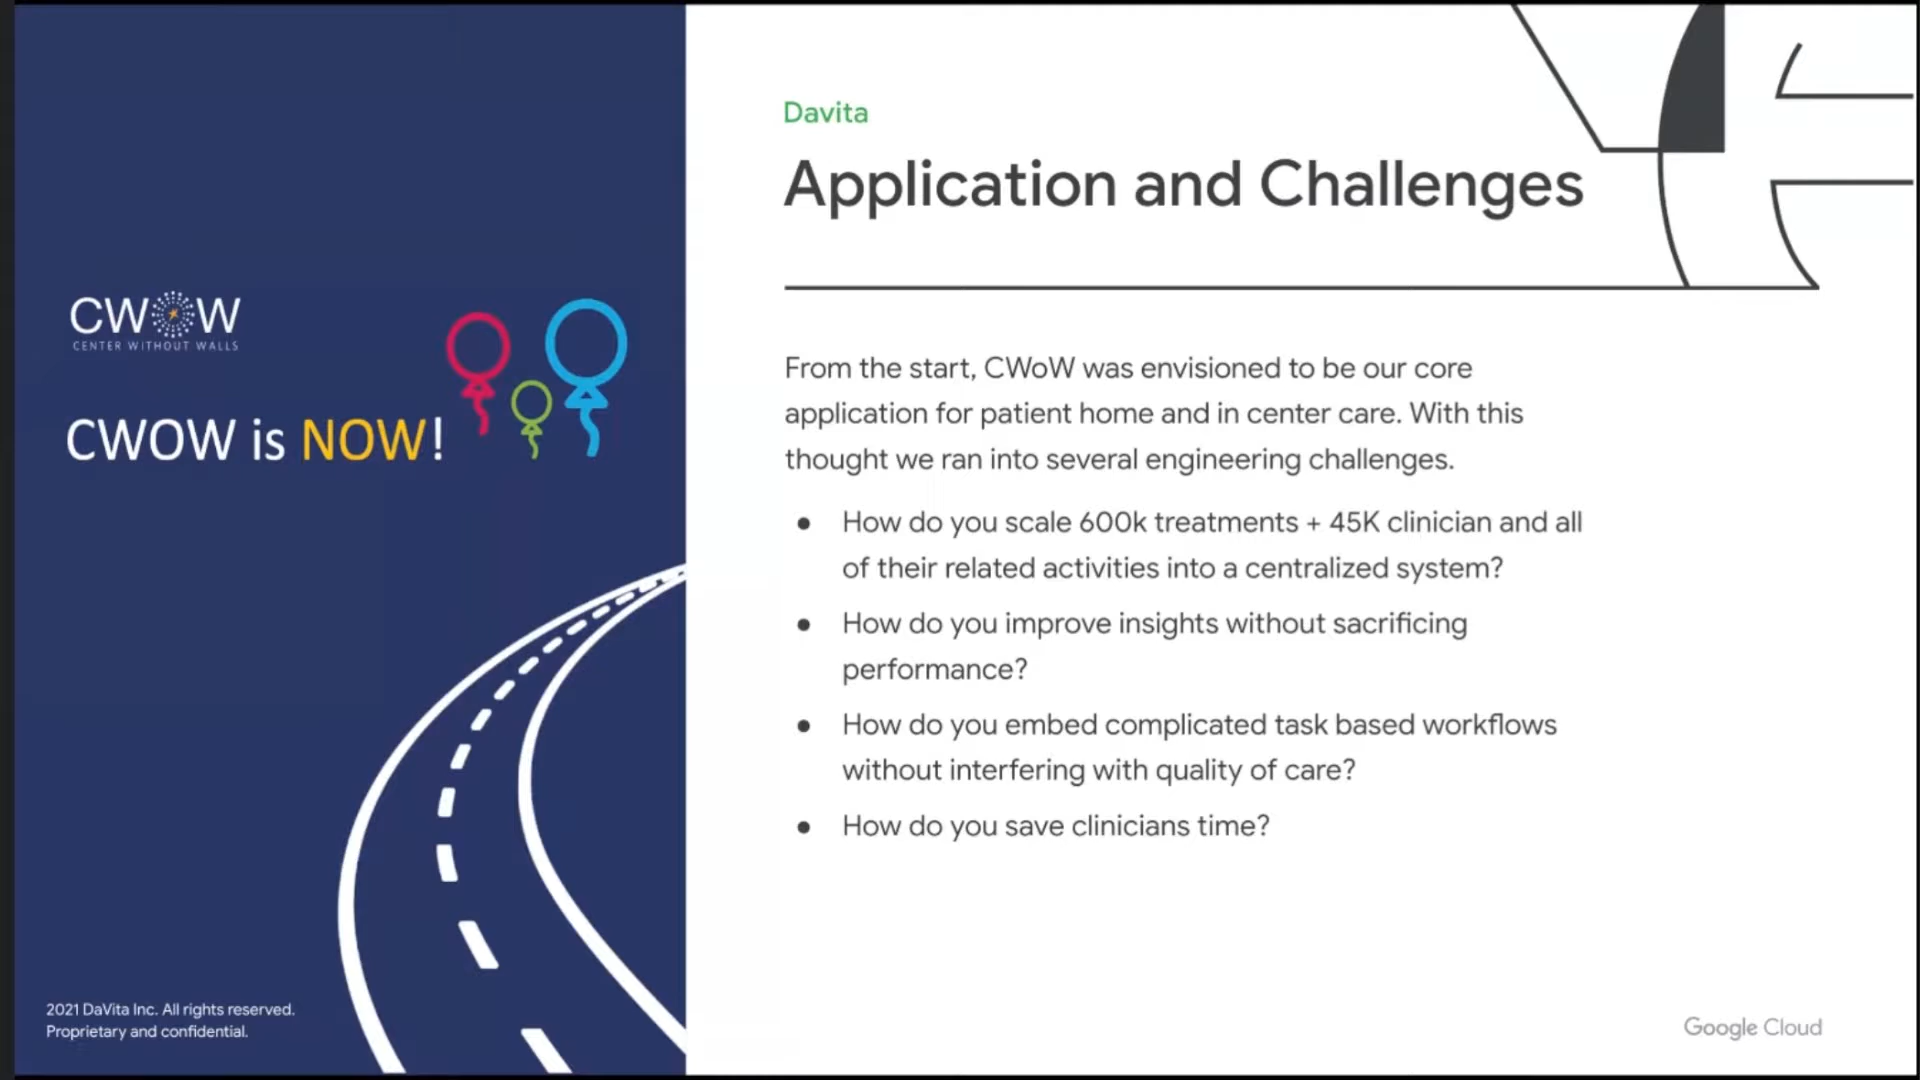 CWOW
CENTER WITHOUT WALLS
CWOW is NOW!
2021 DaVita Inc. All rights reserved.
Proprietary and confidential.
Davita
Application and Challenges
From the start, CWoW was envisioned to be our core
application for patient home and in center care. With this
thought we ran into several engineering challenges.
● How do you scale 600k treatments + 45K clinician and all
of their related activities into a centralized system?
● How do you improve insights without sacrificing
performance?
● How do you embed complicated task based workflows
without interfering with quality of care?
● How do you save clinicians time?
Google Cloud